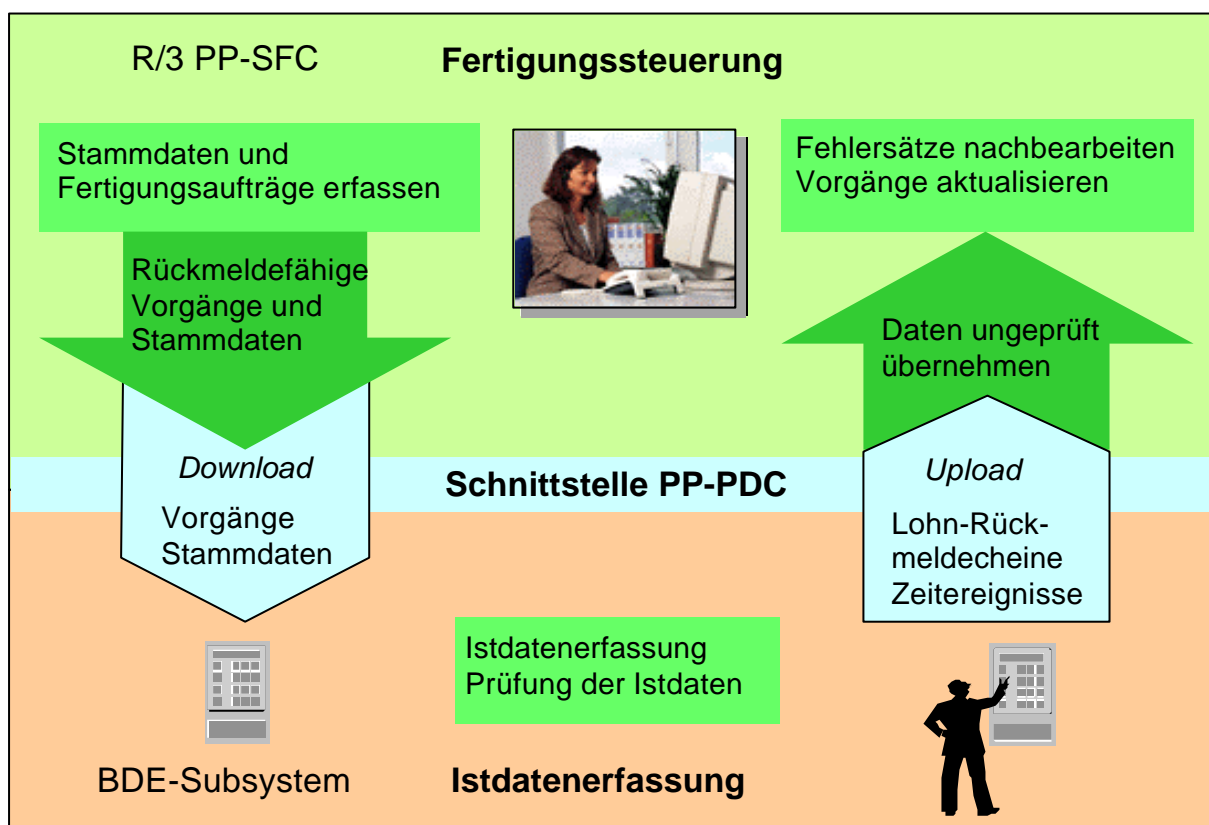 R/3 PP-SFC
Fertigungssteuerung
Stammdaten und
Fertigungsaufträge erfassen
Fehlersätze nachbearbeiten
Vorgänge aktualisieren
Rückmeldefähige
Vorgänge und
Stammdaten
Daten ungeprüft
übernehmen
Download
Schnittstelle PP-PDC
Upload
Vorgänge
Stammdaten
Lohn-Rück-
meldecheine
Zeitereignisse
Istdatenerfassung
Prüfung der Istdaten
BDE-Subsystem
Istdatenerfassung